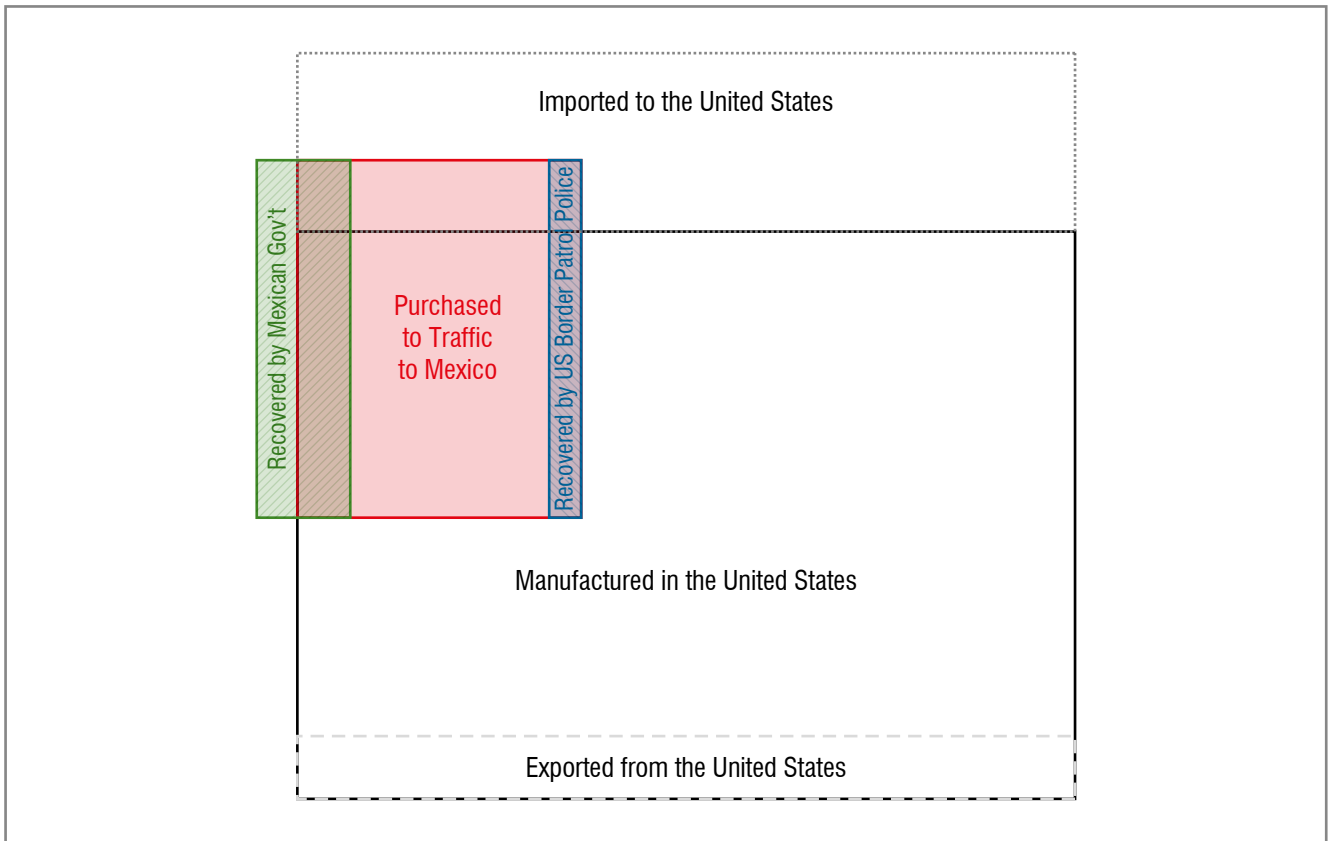 Imported to the United States
Recovered by Mexican Gov't
Purchased
to Traffic
to Mexico
Recovered by US Border Patrol Police
Manufactured in the United States
Exported from the United States